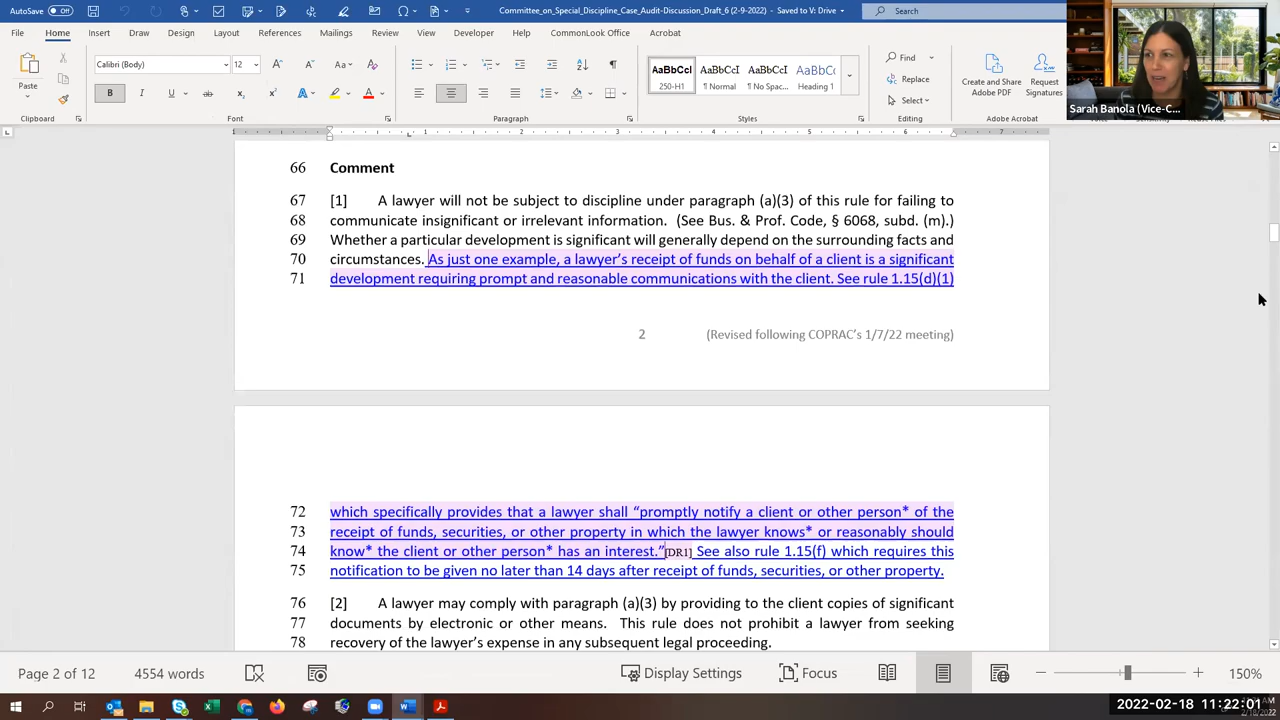 AutoSave Off
Committee_on_Special_Discipline_Case_Audit-Discussion_Draft_6 (2-9-2022) - Saved to V: Drive
Search
File Home Insert Draw Design Layout References Mailings Review View Developer Help CommonLook Office Acrobat
Paste
Clipboard
Calibri (Body) 12
Font
Paragraph
AaBbCcI 250-H1
AaBbCcI ¶ Normal
AaBbCcI ¶ No Spac...
AaBbCc Heading 1
Styles
Find
Replace
Select
Editing
Create and Share Adobe PDF
Request Signatures
Adobe Acrobat
Sarah Banola (Vice-C...
1 2 3 4 5 6 7
66 Comment
67 [1] A lawyer will not be subject to discipline under paragraph (a)(3) of this rule for failing to
68 communicate insignificant or irrelevant information. (See Bus. & Prof. Code, § 6068, subd. (m).)
69 Whether a particular development is significant will generally depend on the surrounding facts and
70 circumstances. As just one example, a lawyer’s receipt of funds on behalf of a client is a significant
71 development requiring prompt and reasonable communications with the client. See rule 1.15(d)(1)
2 (Revised following COPRAC’s 1/7/22 meeting)
72 which specifically provides that a lawyer shall “promptly notify a client or other person* of the
73 receipt of funds, securities, or other property in which the lawyer knows* or reasonably should
74 know* the client or other person* has an interest.”[DR1] See also rule 1.15(f) which requires this
75 notification to be given no later than 14 days after receipt of funds, securities, or other property.
76 [2] A lawyer may comply with paragraph (a)(3) by providing to the client copies of significant
77 documents by electronic or other means. This rule does not prohibit a lawyer from seeking
78 recovery of the lawyer’s expense in any subsequent legal proceeding.
Page 2 of 12 4554 words
Display Settings Focus 150%
2022-02-18 11:22:01